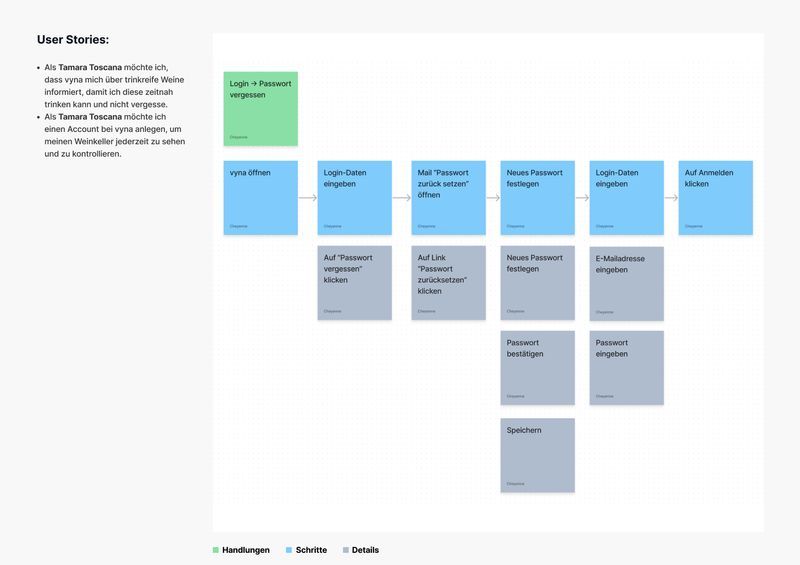 User Stories:
Als Tamara Toscana möchte ich,
dass vyna mich über trinkreife Weine
informiert, damit ich diese zeitnah
trinken kann und nicht vergesse.
Als Tamara Toscana möchte ich
einen Account bei vyna anlegen, um
meinen Weinkeller jederzeit zu sehen
und zu kontrollieren.
Login → Passwort
vergessen
Cheyenne
vyna öffnen
Cheyenne
Login-Daten
eingeben
Cheyenne
Mail "Passwort
zurück setzen"
öffnen
Cheyenne
Neues Passwort
festlegen
Cheyenne
Login-Daten
eingeben
Cheyenne
Auf Anmelden
klicken
Cheyenne
Auf "Passwort
vergessen"
klicken
Cheyenne
Auf Link
"Passwort
zurücksetzen"
klicken
Cheyenne
Neues Passwort
festlegen
Cheyenne
E-Mailadresse
eingeben
Cheyenne
Passwort
bestätigen
Cheyenne
Passwort
eingeben
Cheyenne
Speichern
Cheyenne
Handlungen
Schritte
Details